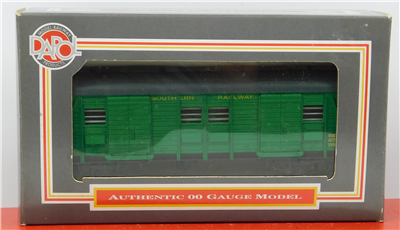 DAPOL
SOUTHERN RAILWAY
AUTHENTIC 00 GAUGE MODEL